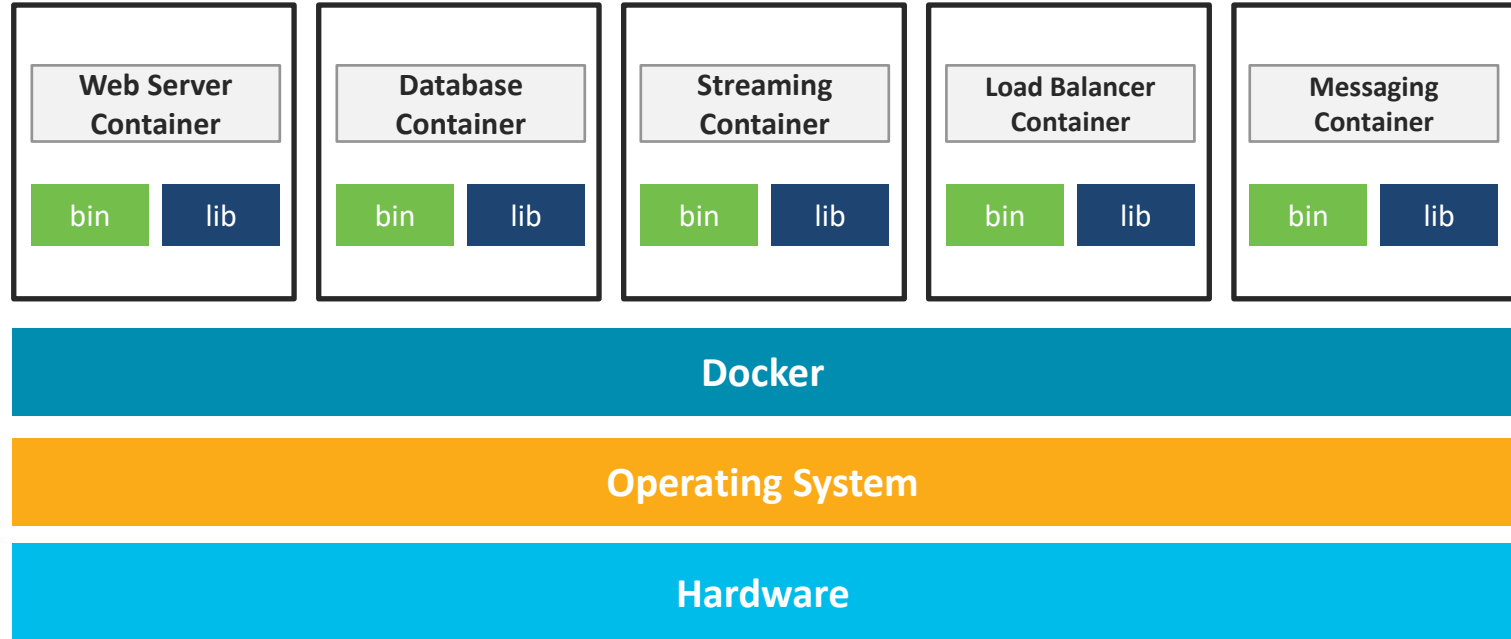 Web Server
Container
Database
Container
Streaming
Container
Load Balancer
Container
Messaging
Container
bin lib bin lib bin lib bin lib bin lib
Docker
Operating System
Hardware